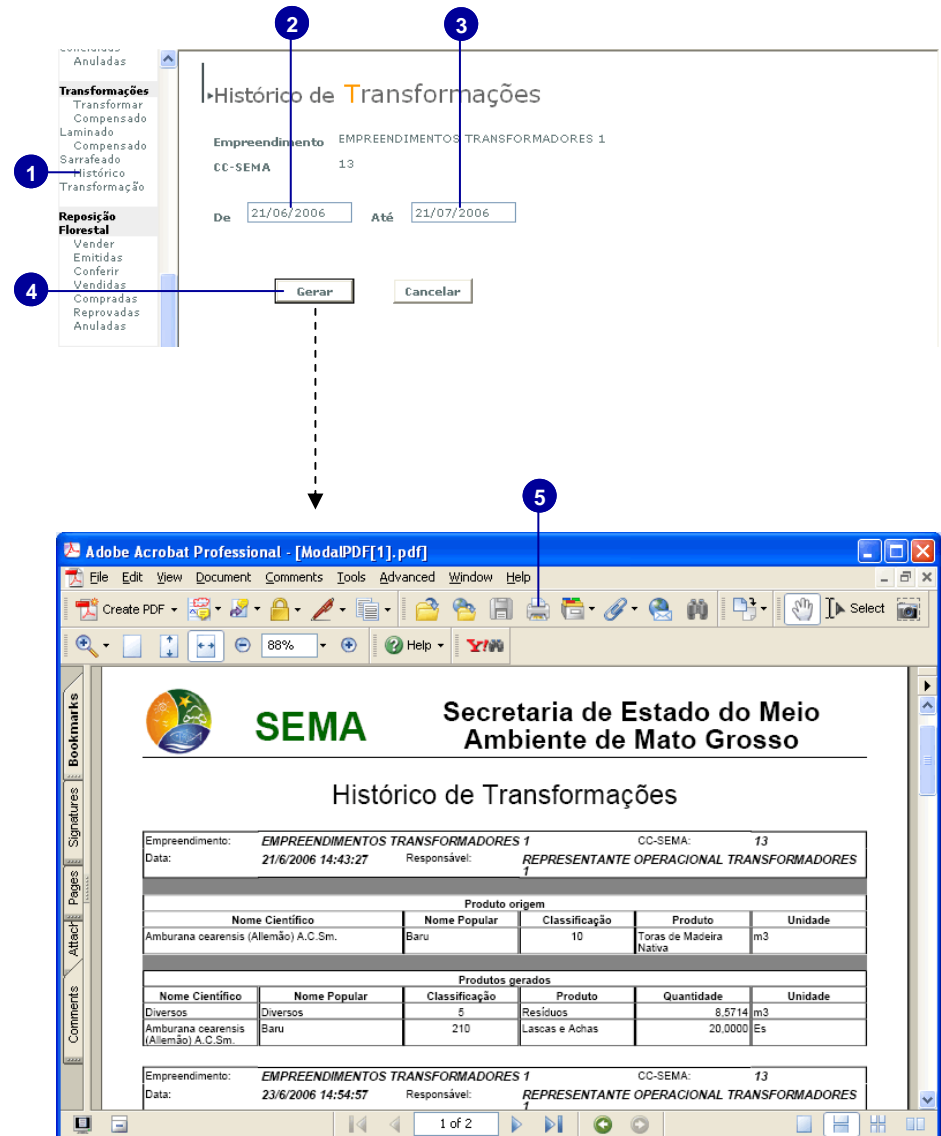 2
3
Anuladas
Transformações
Transformar
Compensado
Laminado
Compensado
Sarrafeado
1
Histórico
Transformação
Reposição
Florestal
Vender
Emitidas
Conferir
Vendidas
4
Compradas
Reprovadas
Anuladas
Histórico de Transformações
Empreendimento EMPREENDIMENTOS TRANSFORMADORES 1
CC-SEMA 13
De 21/06/2006 Até 21/07/2006
Gerar Cancelar
5
Adobe Acrobat Professional - [ModalPDF[1].pdf]
File Edit View Document Comments Tools Advanced Window Help
Create PDF Select
88% Help Y!
Bookmarks
Signatures
Pages
Attach
Comments
SEMA
Secretaria de Estado do Meio
Ambiente de Mato Grosso
Histórico de Transformações
Empreendimento: EMPREENDIMENTOS TRANSFORMADORES 1 CC-SEMA: 13
Data: 21/6/2006 14:43:27 Responsável: REPRESENTANTE OPERACIONAL TRANSFORMADORES
1
Produto origem
Nome Científico Nome Popular Classificação Produto Unidade
Amburana cearensis (Allemão) A.C.Sm. Baru 10 Toras de Madeira m3
Nativa
Produtos gerados
Nome Científico Nome Popular Classificação Produto Quantidade Unidade
Diversos Diversos 5 Resíduos 8,5714 m3
Amburana cearensis Baru 210 Lascas e Achas 20,0000 Es
(Allemão) A.C.Sm.
Empreendimento: EMPREENDIMENTOS TRANSFORMADORES 1 CC-SEMA: 13
Data: 23/6/2006 14:54:57 Responsável: REPRESENTANTE OPERACIONAL TRANSFORMADORES
1
1 of 2